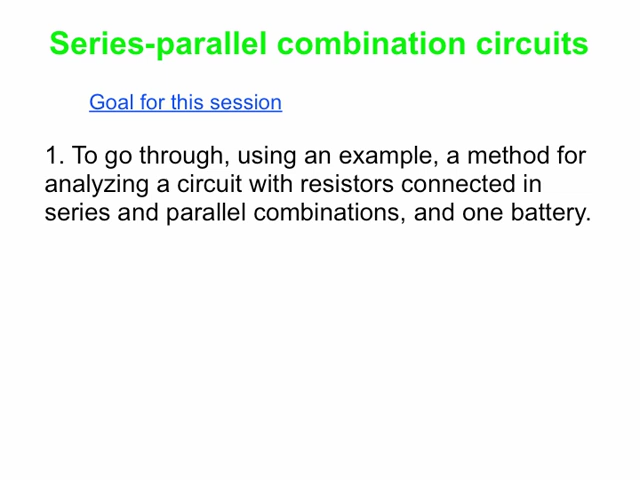 Series-parallel combination circuits
Goal for this session
1. To go through, using an example, a method for
analyzing a circuit with resistors connected in
series and parallel combinations, and one battery.